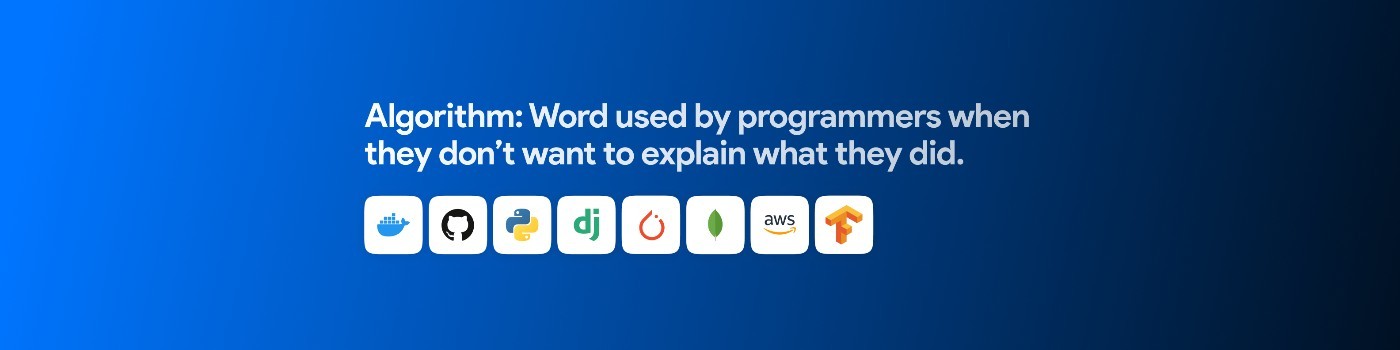 Algorithm: Word used by programmers when
they don’t want to explain what they did.
dj
aws